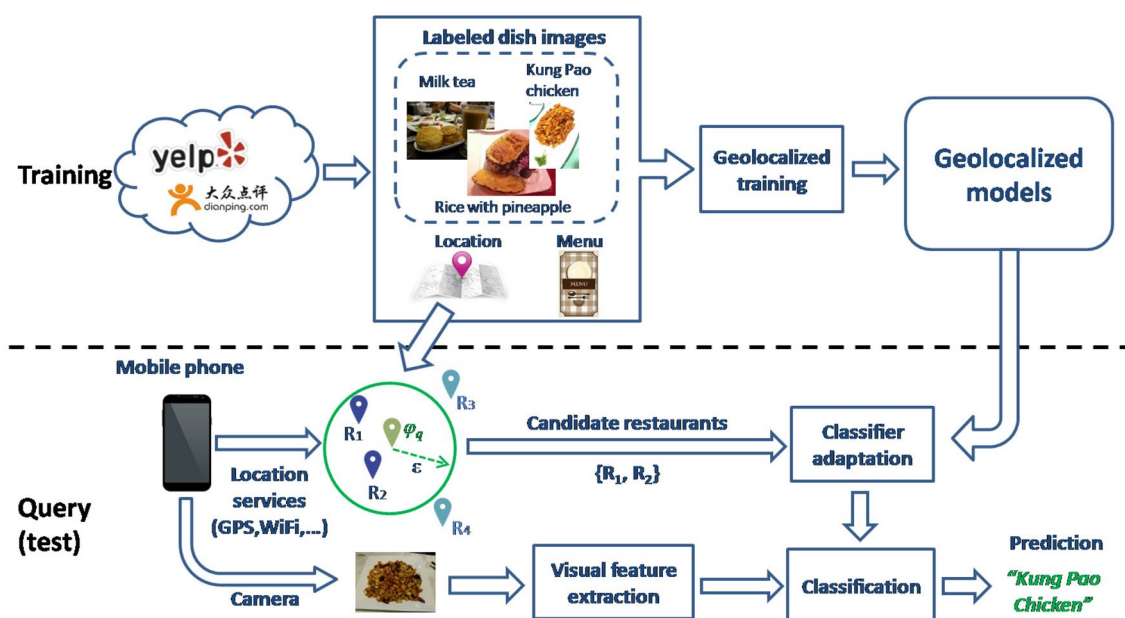 Labeled dish images
Milk tea
Kung Pao
chicken
Rice with pineapple
Location
Menu
MENU
Training
yelp
大众点评
dianping.com
Geolocalized
training
Geolocalized
models
Mobile phone
R₁
R₂
R₃
R₄
φq
ε
Location
services
(GPS,WiFi,...)
Candidate restaurants
{R₁, R₂}
Classifier
adaptation
Query
(test)
Camera
Visual feature
extraction
Classification
Prediction
“Kung Pao
Chicken”